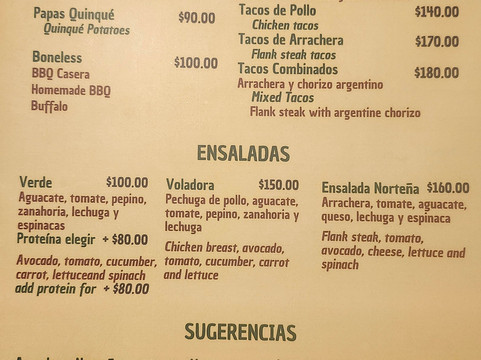 Papas Quinqué $90.00
Quinqué Potatoes
Boneless $100.00
BBQ Casera
Homemade BBQ
Buffalo
Tacos de Pollo $140.00
Chicken tacos
Tacos de Arrachera $170.00
Flank steak tacos
Tacos Combinados $180.00
Arrachera y chorizo argentino
Mixed Tacos
Flank steak with argentine chorizo
ENSALADAS
Verde $100.00
Aguacate, tomate, pepino,
zanahoria, lechuga y
espinacas
Proteína elegir + $80.00
Avocado, tomato, cucumber,
carrot, lettuceand spinach
add protein for + $80.00
Voladora $150.00
Pechuga de pollo, aguacate,
tomate, pepino, zanahoria y
lechuga
Chicken breast, avocado,
tomato, cucumber, carrot
and lettuce
Ensalada Norteña $160.00
Arrachera, tomate, aguacate,
queso, lechuga y espinaca
Flank steak, tomato,
avocado, cheese, lettuce and
spinach
SUGERENCIAS